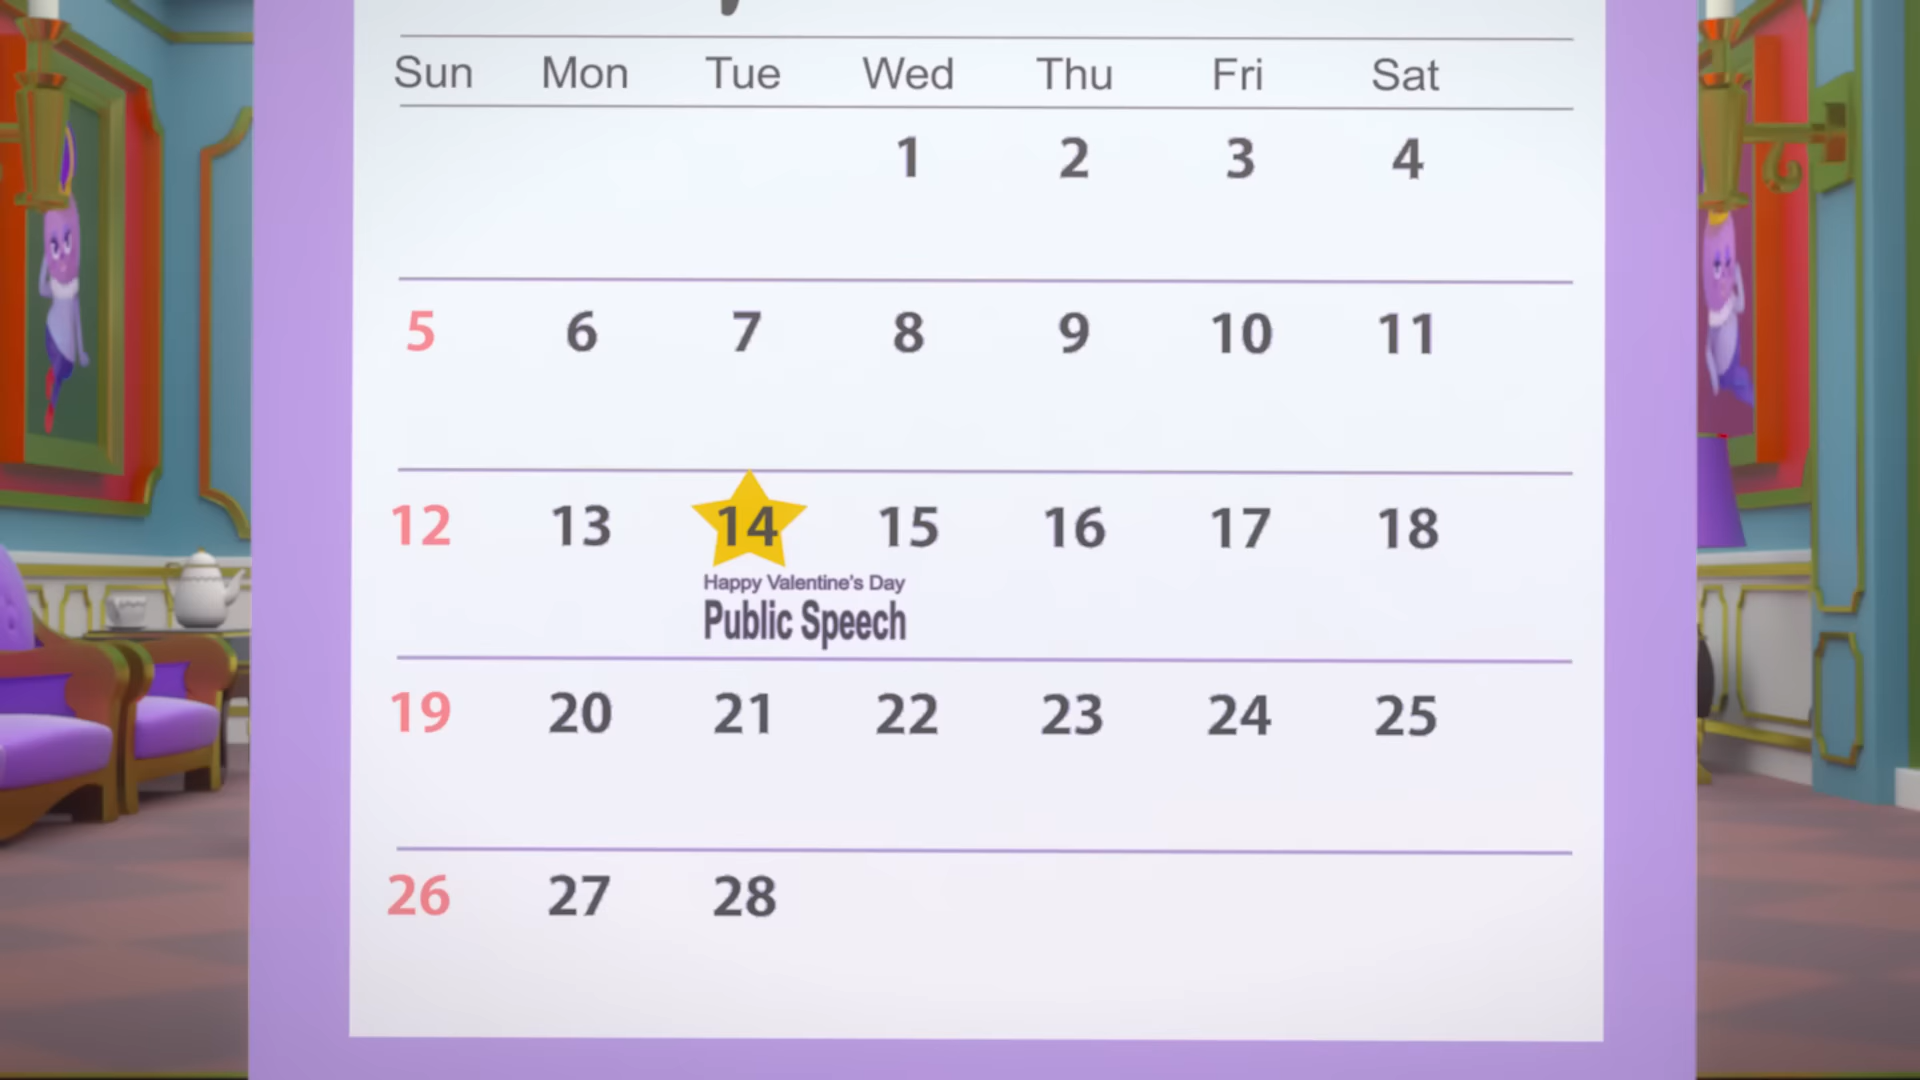 Sun Mon Tue Wed Thu Fri Sat
1 2 3 4
5 6 7 8 9 10 11
12 13 14 15 16 17 18
Happy Valentine's Day
Public Speech
19 20 21 22 23 24 25
26 27 28